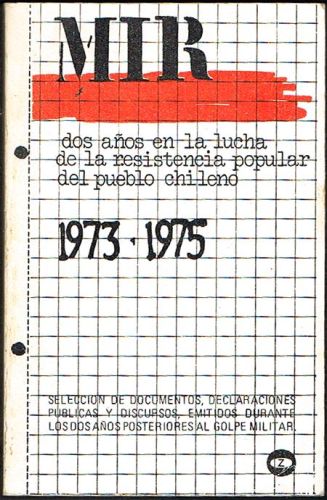 MIR
dos años en la lucha
de la resistencia popular
del pueblo chileno
1973 · 1975
SELECCION DE DOCUMENTOS, DECLARACIONES
PUBLICAS Y DISCURSOS, EMITIDOS DURANTE
LOS DOS AÑOS POSTERIORES AL GOLPE MILITAR.
Z